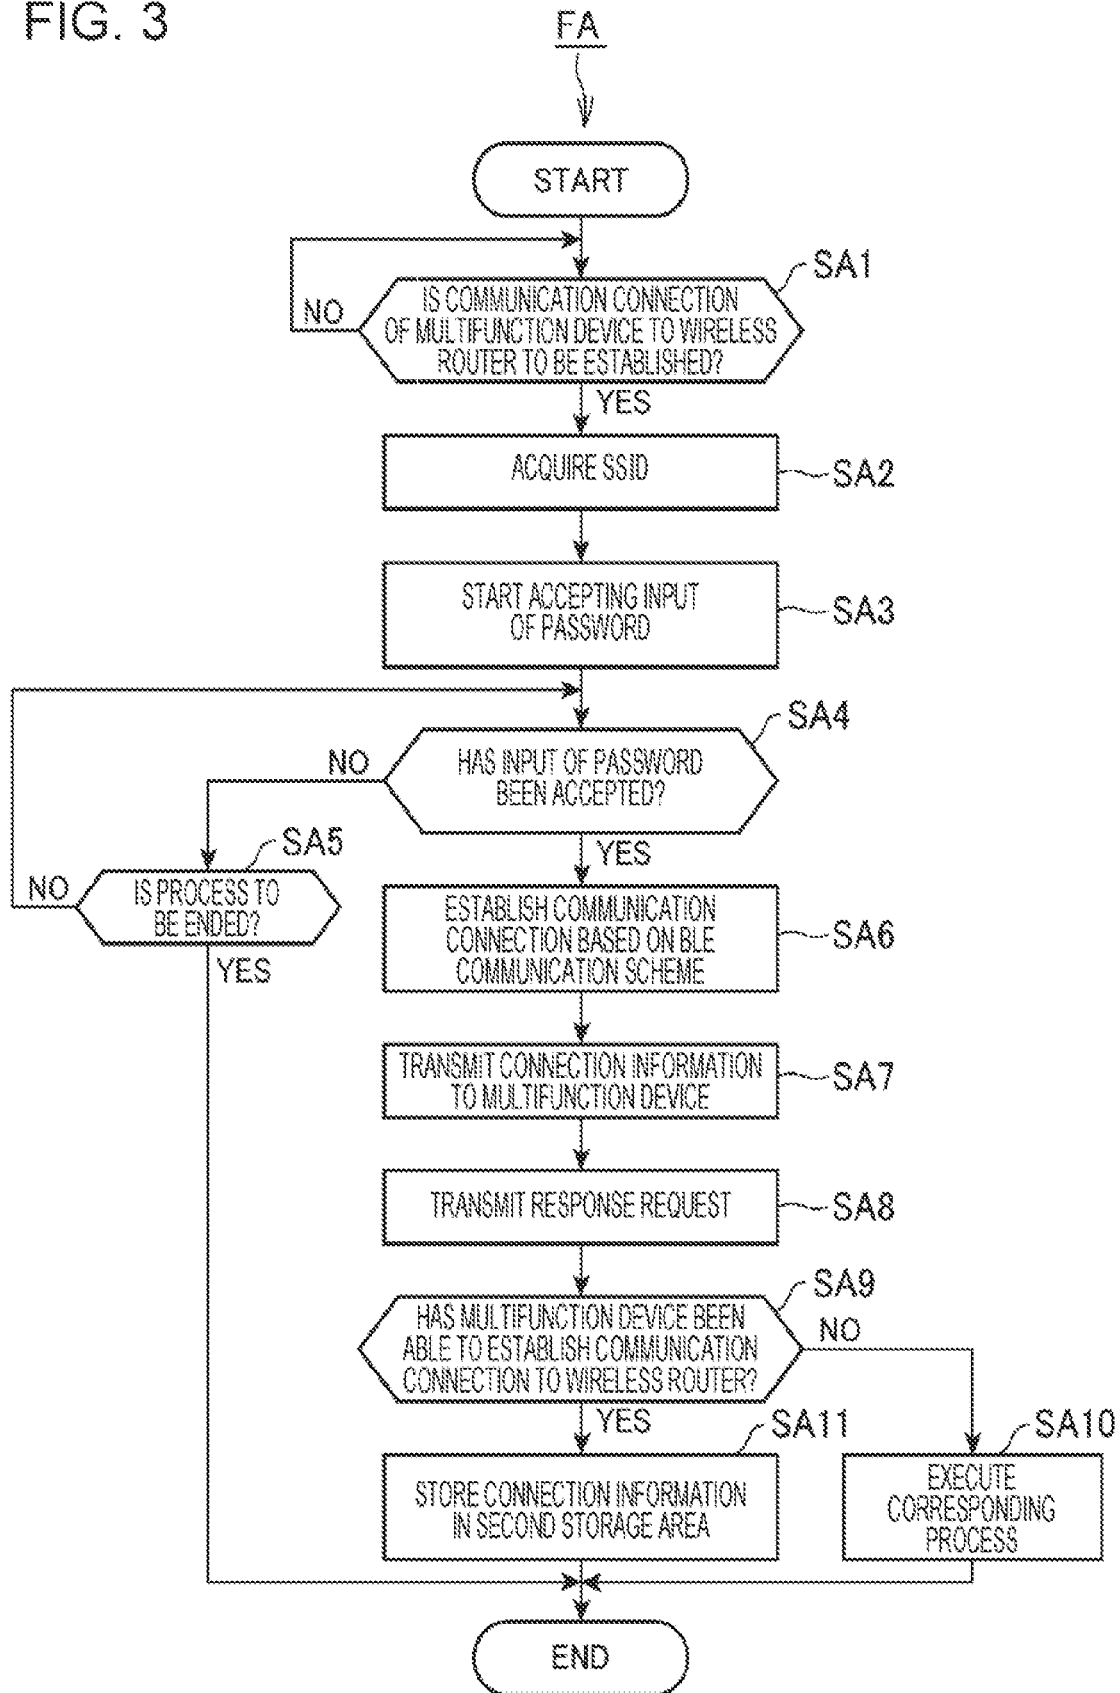 FIG. 3
FA
START
SA1
IS COMMUNICATION CONNECTION
OF MULTIFUNCTION DEVICE TO WIRELESS
ROUTER TO BE ESTABLISHED?
NO
YES
ACQUIRE SSID
SA2
START ACCEPTING INPUT
OF PASSWORD
SA3
SA4
HAS INPUT OF PASSWORD
BEEN ACCEPTED?
NO
YES
SA5
IS PROCESS TO
BE ENDED?
NO
YES
ESTABLISH COMMUNICATION
CONNECTION BASED ON BLE
COMMUNICATION SCHEME
SA6
TRANSMIT CONNECTION INFORMATION
TO MULTIFUNCTION DEVICE
SA7
TRANSMIT RESPONSE REQUEST
SA8
SA9
HAS MULTIFUNCTION DEVICE BEEN
ABLE TO ESTABLISH COMMUNICATION
CONNECTION TO WIRELESS ROUTER?
NO
YES
SA11
STORE CONNECTION INFORMATION
IN SECOND STORAGE AREA
SA10
EXECUTE
CORRESPONDING
PROCESS
END